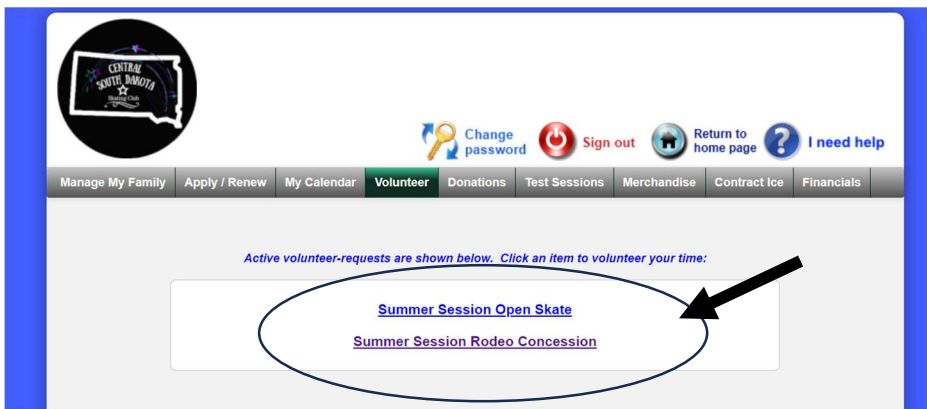 CENTRAL
SOUTH DAKOTA
Skating Club
Change password
Sign out
Return to home page
I need help
Manage My Family
Apply / Renew
My Calendar
Volunteer
Donations
Test Sessions
Merchandise
Contract Ice
Financials
Active volunteer-requests are shown below. Click an item to volunteer your time:
Summer Session Open Skate
Summer Session Rodeo Concession